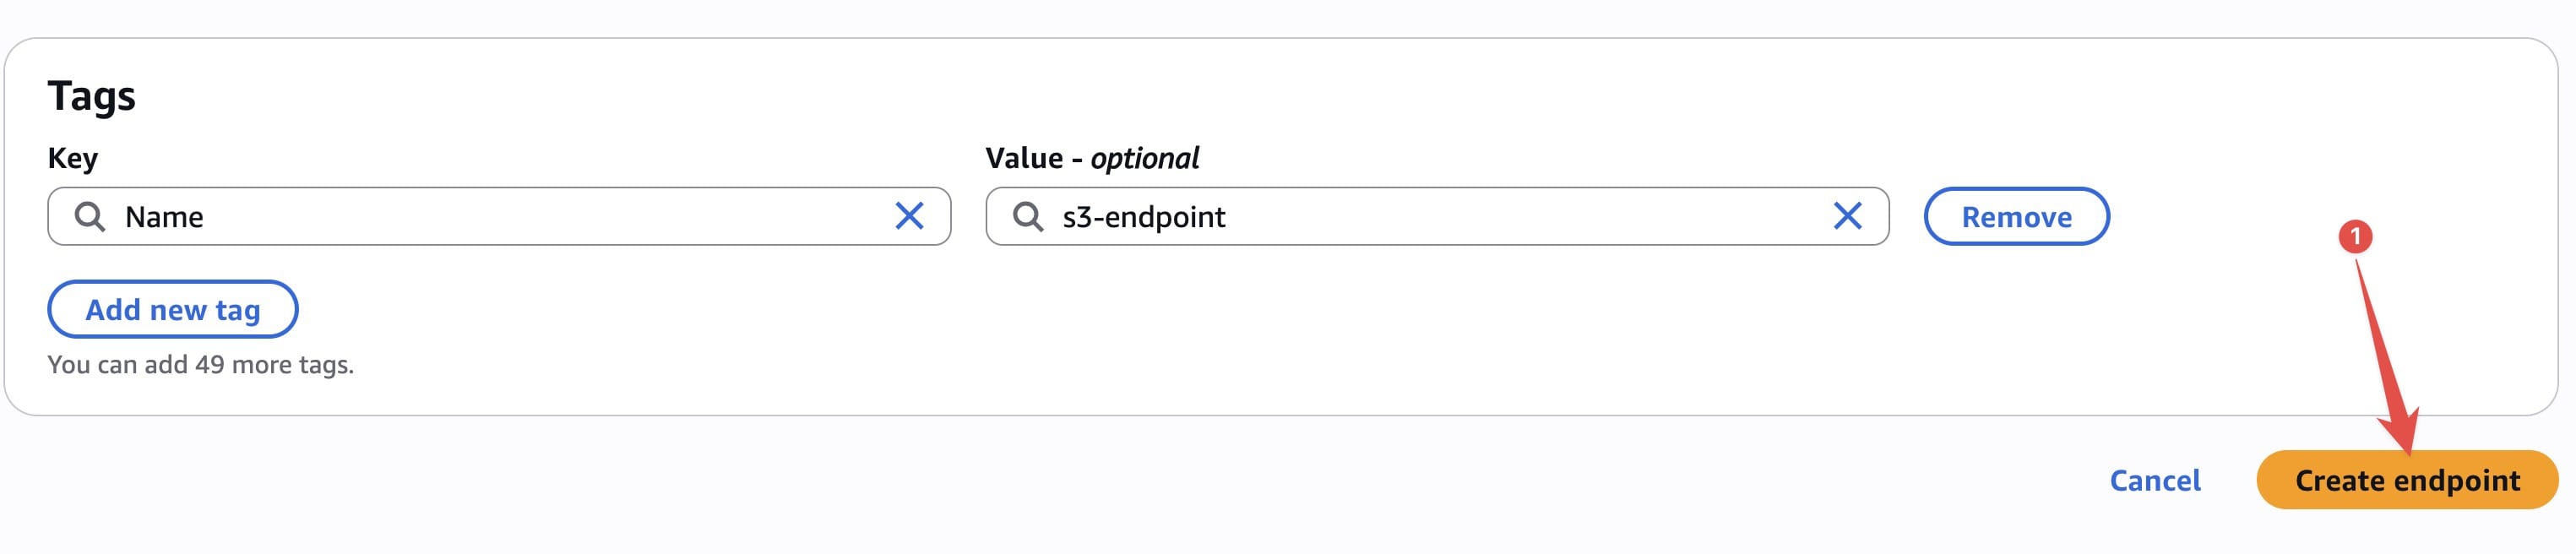 Tags
Key
Value - optional
Name
s3-endpoint
Remove
1
Add new tag
You can add 49 more tags.
Cancel
Create endpoint